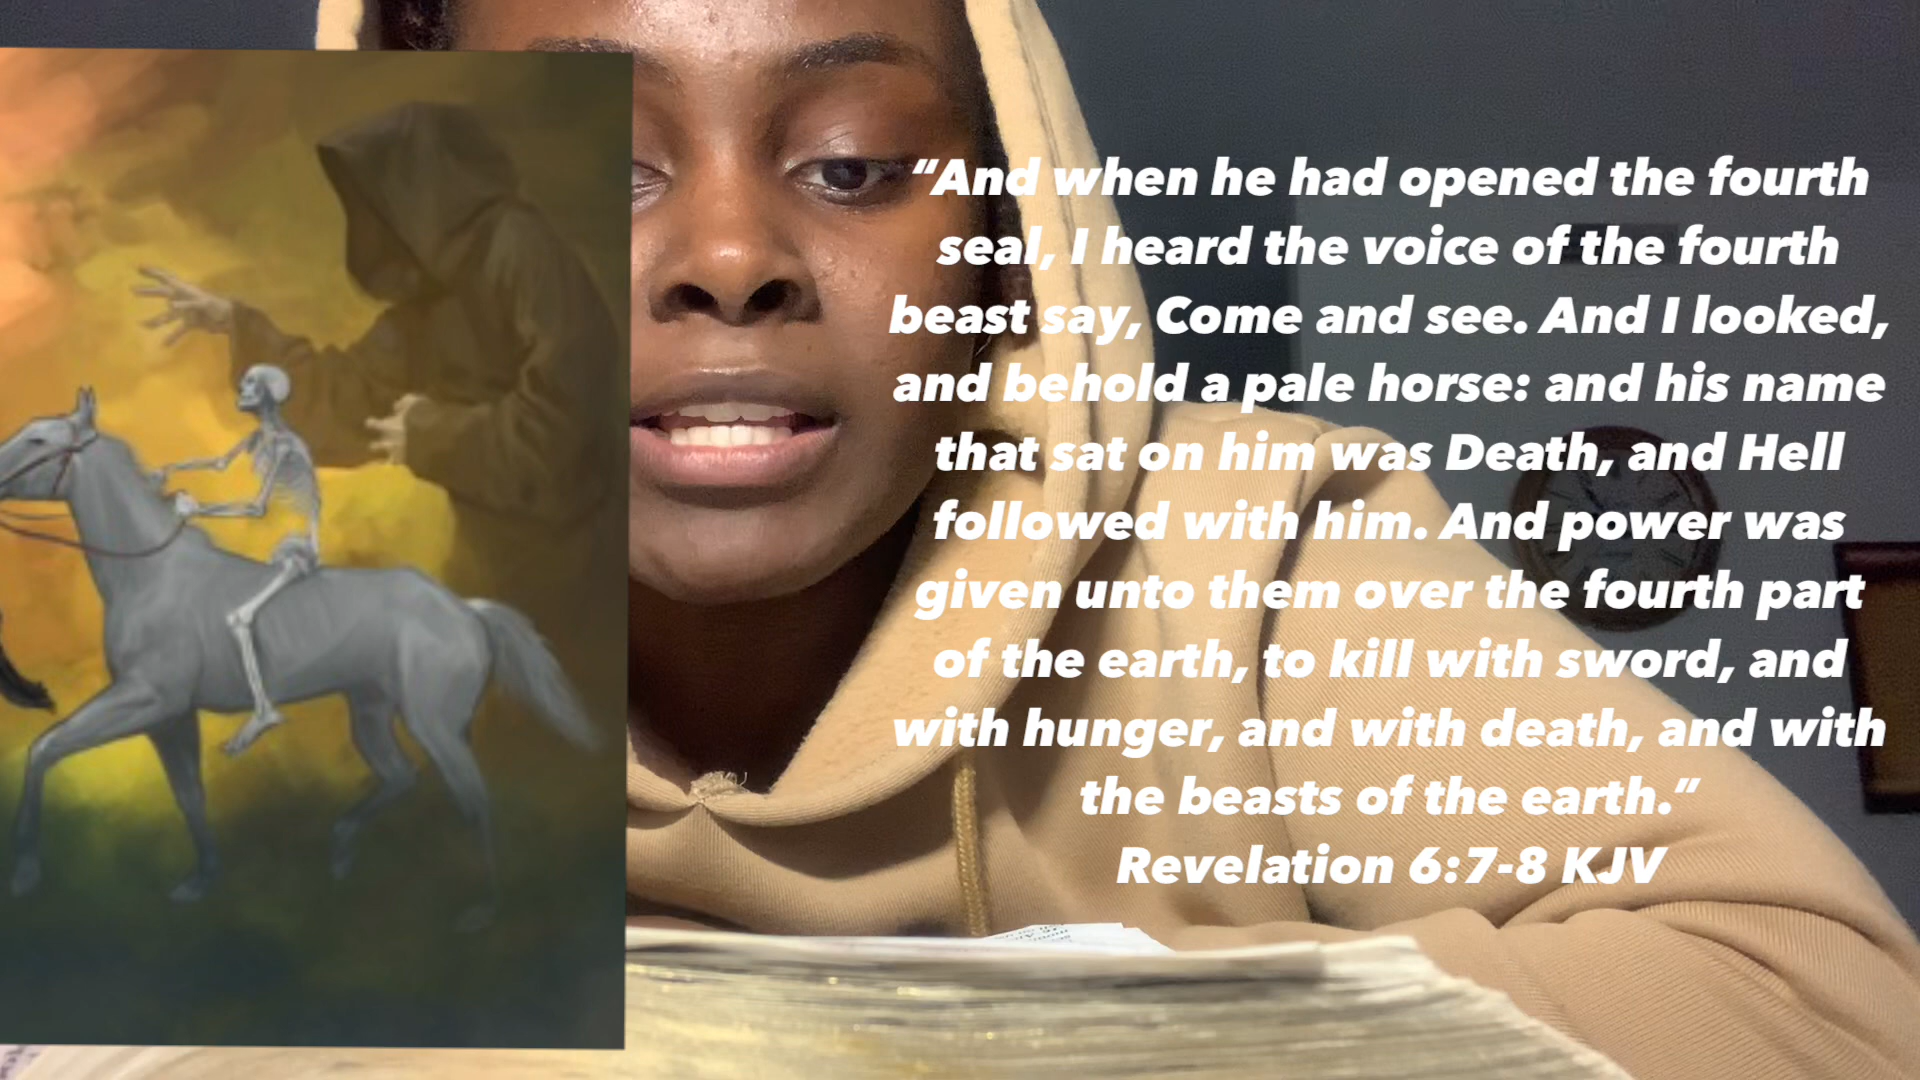 “And when he had opened the fourth
seal, I heard the voice of the fourth
beast say, Come and see. And I looked,
and behold a pale horse: and his name
that sat on him was Death, and Hell
followed with him. And power was
given unto them over the fourth part
of the earth, to kill with sword, and
with hunger, and with death, and with
the beasts of the earth.”
Revelation 6:7-8 KJV